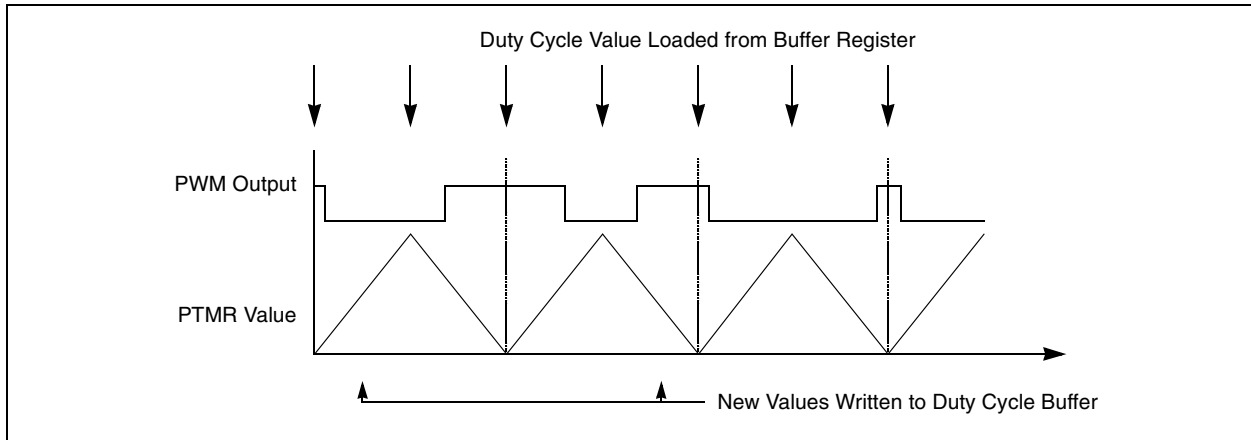 Duty Cycle Value Loaded from Buffer Register
PWM Output
PTMR Value
New Values Written to Duty Cycle Buffer